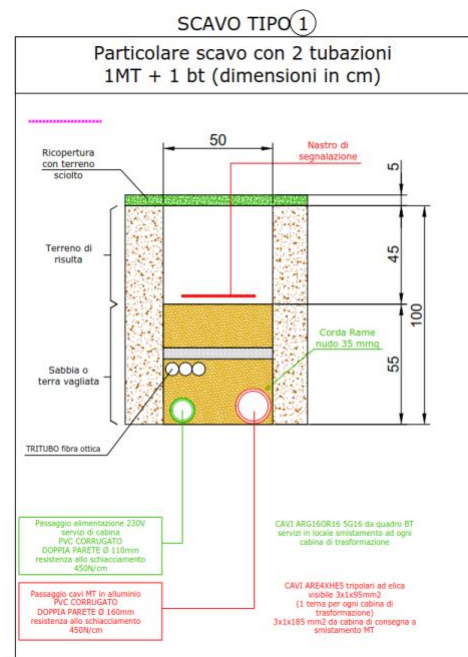 SCAVO TIPO 1
Particolare scavo con 2 tubazioni
1MT + 1 bt (dimensioni in cm)
50
Nastro di
segnalazione
5
Ricopertura
con terreno
sciolto
Terreno di
risulta
45
100
Corda Rame
nudo 35 mmq
55
Sabbia o
terra vagliata
TRITUBO fibra ottica
Passaggio alimentazione 230V
servizi di cabina
PVC CORRUGATO
DOPPIA PARETE Ø 110mm
resistenza allo schiacciamento
450N/cm
CAVI ARG16OR16 5G16 da quadro BT
servizi in locale smistamento ad ogni
cabina di trasformazione
Passaggio cavi MT in alluminio
PVC CORRUGATO
DOPPIA PARETE Ø 160mm
resistenza allo schiacciamento
450N/cm
CAVI ARE4XHE5 tripolari ad elica
visibile 3x1x95mm2
(1 terna per ogni cabina di
trasformazione)
3x1x185 mm2 da cabina di consegna a
smistamento MT